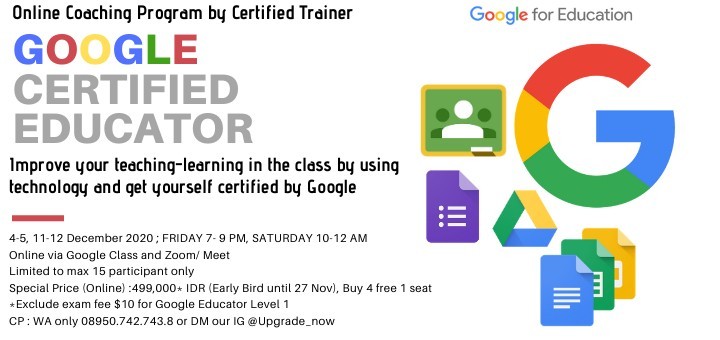 Online Coaching Program by Certified Trainer
Google for Education
GOOGLE
CERTIFIED
EDUCATOR
Improve your teaching-learning in the class by using
technology and get yourself certified by Google
4-5, 11-12 December 2020 ; FRIDAY 7- 9 PM, SATURDAY 10-12 AM
Online via Google Class and Zoom/ Meet
Limited to max 15 participant only
Special Price (Online) :499,000* IDR (Early Bird until 27 Nov), Buy 4 free 1 seat
*Exclude exam fee $10 for Google Educator Level 1
CP : WA only 08950.742.743.8 or DM our IG @Upgrade_now